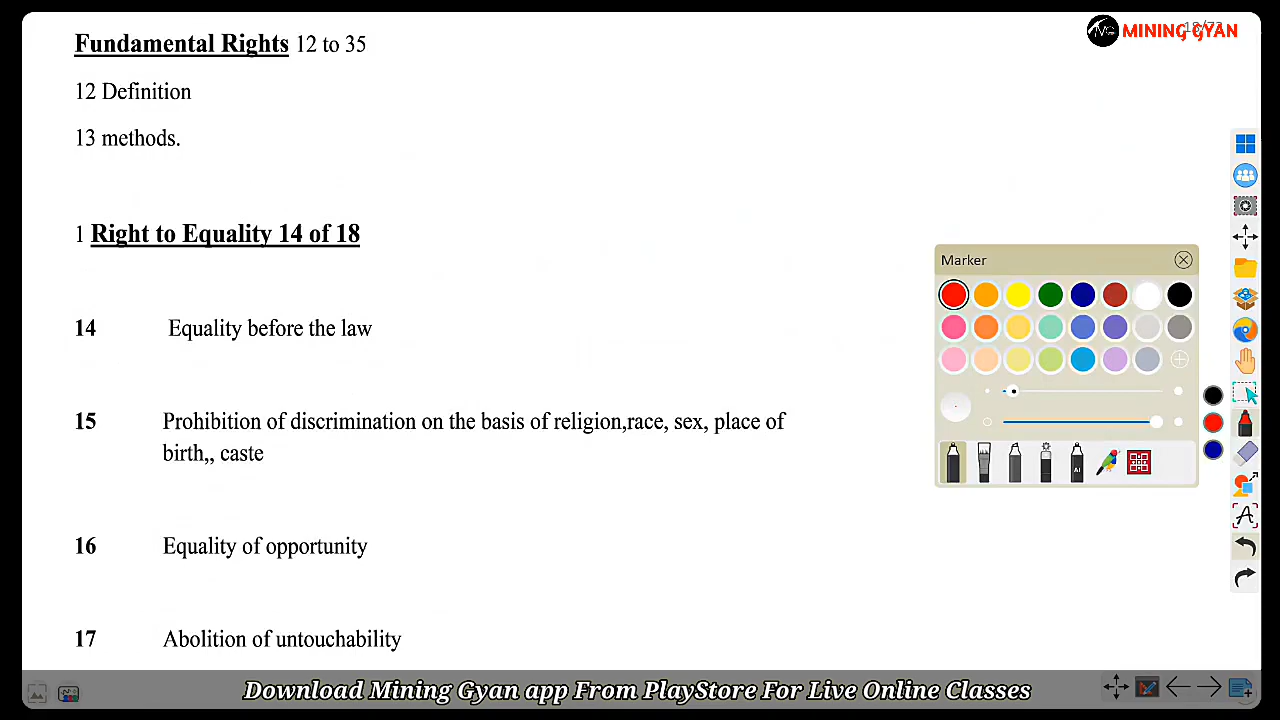 Fundamental Rights 12 to 35
18/73
MINING GYAN
12 Definition
13 methods.
1 Right to Equality 14 of 18
14 Equality before the law
15 Prohibition of discrimination on the basis of religion,race, sex, place of
birth,, caste
16 Equality of opportunity
17 Abolition of untouchability
Marker
AI
Download Mining Gyan app From PlayStore For Live Online Classes